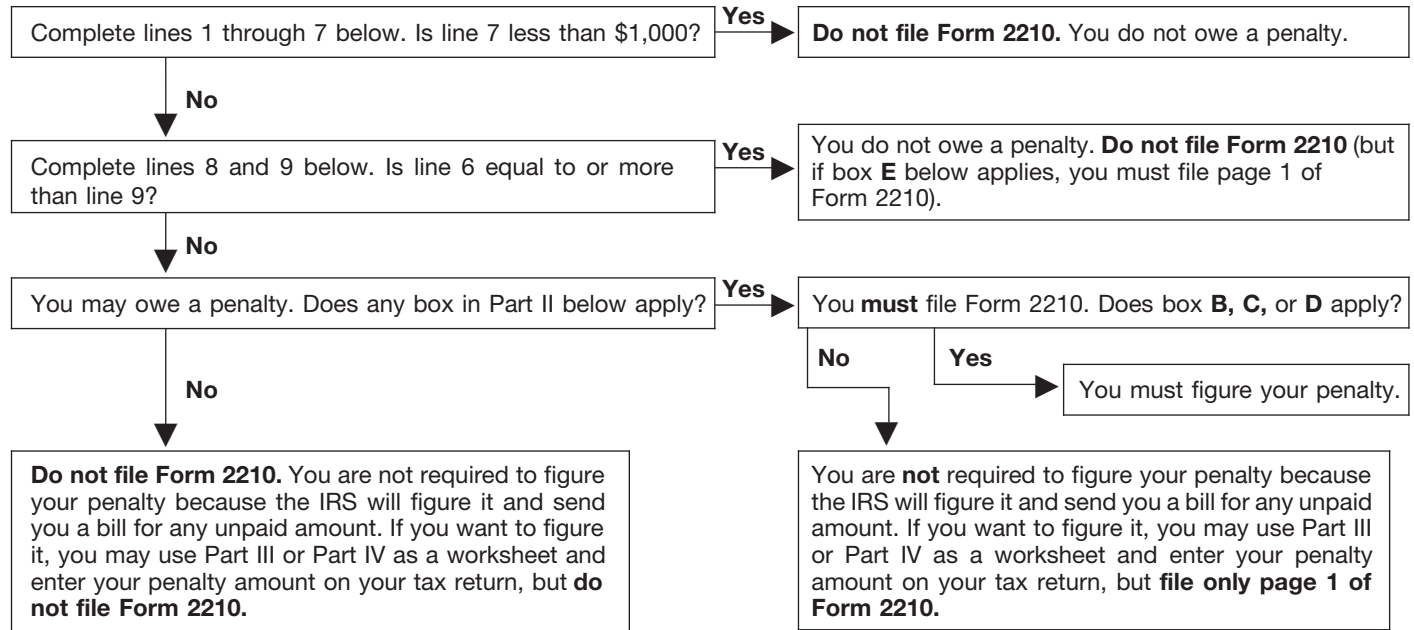 Complete lines 1 through 7 below. Is line 7 less than $1,000?
Yes
Do not file Form 2210. You do not owe a penalty.
No
Complete lines 8 and 9 below. Is line 6 equal to or more
than line 9?
Yes
You do not owe a penalty. Do not file Form 2210 (but
if box E below applies, you must file page 1 of
Form 2210).
No
You may owe a penalty. Does any box in Part II below apply?
Yes
You must file Form 2210. Does box B, C, or D apply?
No
Yes
You must figure your penalty.
No
Do not file Form 2210. You are not required to figure
your penalty because the IRS will figure it and send
you a bill for any unpaid amount. If you want to figure
it, you may use Part III or Part IV as a worksheet and
enter your penalty amount on your tax return, but do
not file Form 2210.
You are not required to figure your penalty because
the IRS will figure it and send you a bill for any unpaid
amount. If you want to figure it, you may use Part III
or Part IV as a worksheet and enter your penalty
amount on your tax return, but file only page 1 of
Form 2210.